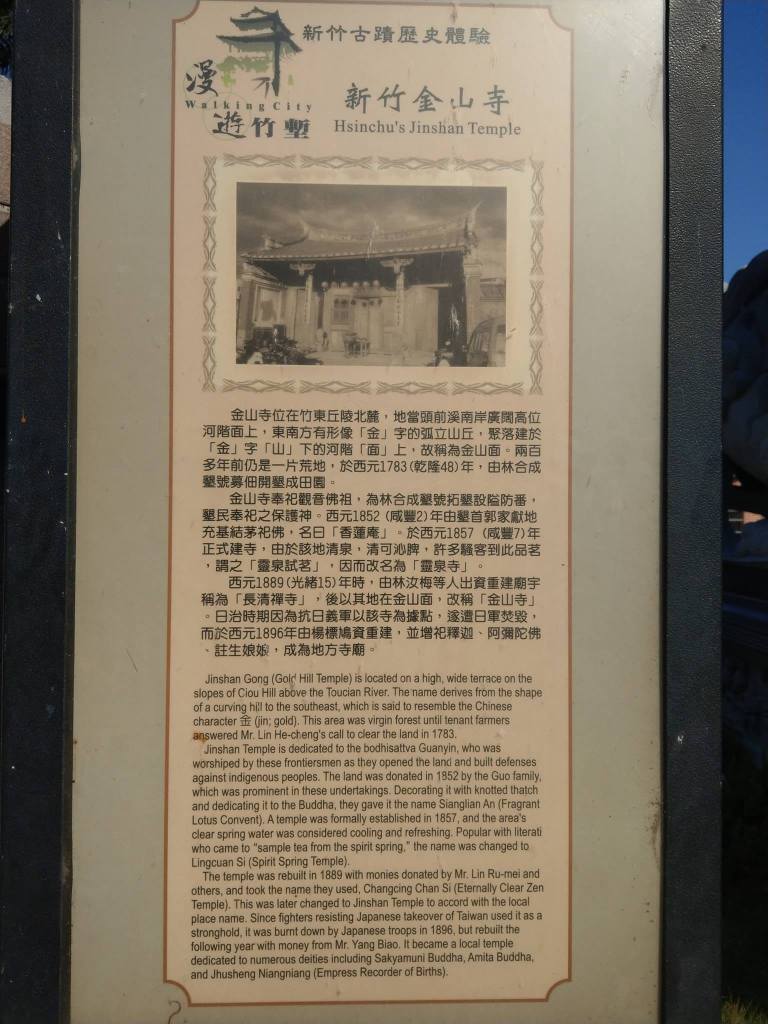 新竹古蹟歷史體驗
漫
Walking City
遊竹塹
新竹金山寺
Hsinchu's Jinshan Temple
金山寺位在竹東丘陵北麓，地當頭前溪南岸廣闊高位
河階面上，東南方有形像「金」字的弧立山丘，聚落建於
「金」字「山」下的河階「面」上，故稱為金山面。兩百
多年前仍是一片荒地，於西元1783(乾隆48)年，由林合成
墾號募佃開墾成田園。
金山寺奉祀觀音佛祖，為林合成墾號拓墾設隘防番，
墾民奉祀之保護神。西元1852 (咸豐2)年由墾首郭家獻地
充基結茅祀佛，名曰「香蓮庵」。於西元1857 (咸豐7)年
正式建寺，由於該地清泉，清可沁脾，許多騷客到此品茗
，謂之「靈泉試茗」，因而改名為「靈泉寺」。
西元1889(光緒15)年時，由林汝梅等人出資重建廟宇
稱為「長清禪寺」，後以其地在金山面，改稱「金山寺」
。日治時期因為抗日義軍以該寺為據點，遂遭日軍焚毀，
而於西元1896年由楊標鳩資重建，並增祀釋迦、阿彌陀佛
、註生娘娘，成為地方寺廟。
Jinshan Gong (Gold Hill Temple) is located on a high, wide terrace on the
slopes of Ciou Hill above the Toucian River. The name derives from the shape
of a curving hill to the southeast, which is said to resemble the Chinese
character 金 (jin; gold). This area was virgin forest until tenant farmers
answered Mr. Lin He-cheng's call to clear the land in 1783.
Jinshan Temple is dedicated to the bodhisattva Guanyin, who was
worshiped by these frontiersmen as they opened the land and built defenses
against indigenous peoples. The land was donated in 1852 by the Guo family,
which was prominent in these undertakings. Decorating it with knotted thatch
and dedicating it to the Buddha, they gave it the name Sianglian An (Fragrant
Lotus Convent). A temple was formally established in 1857, and the area's
clear spring water was considered cooling and refreshing. Popular with literati
who came to "sample tea from the spirit spring," the name was changed to
Lingcuan Si (Spirit Spring Temple).
The temple was rebuilt in 1889 with monies donated by Mr. Lin Ru-mei and
others, and took the name they used, Changcing Chan Si (Eternally Clear Zen
Temple). This was later changed to Jinshan Temple to accord with the local
place name. Since fighters resisting Japanese takeover of Taiwan used it as a
stronghold, it was burnt down by Japanese troops in 1896, but rebuilt the
following year with money from Mr. Yang Biao. It became a local temple
dedicated to numerous deities including Sakyamuni Buddha, Amita Buddha,
and Jhusheng Niangniang (Empress Recorder of Births).